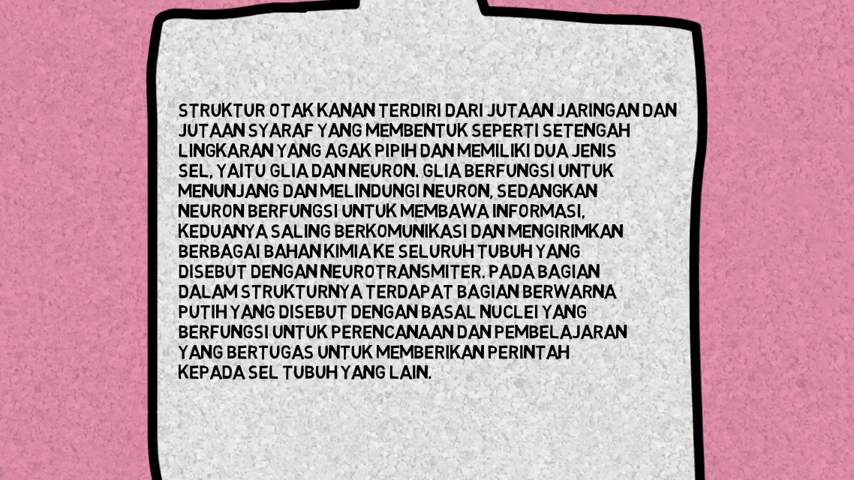 STRUKTUR OTAK KANAN TERDIRI DARI JUTAAN JARINGAN DAN
JUTAAN SYARAF YANG MEMBENTUK SEPERTI SETENGAH
LINGKARAN YANG AGAK PIPIH DAN MEMILIKI DUA JENIS
SEL, YAITU GLIA DAN NEURON. GLIA BERFUNGSI UNTUK
MENUNJANG DAN MELINDUNGI NEURON, SEDANGKAN
NEURON BERFUNGSI UNTUK MEMBAWA INFORMASI,
KEDUANYA SALING BERKOMUNIKASI DAN MENGIRIMKAN
BERBAGAI BAHAN KIMIA KE SELURUH TUBUH YANG
DISEBUT DENGAN NEUROTRANSMITER. PADA BAGIAN
DALAM STRUKTURNYA TERDAPAT BAGIAN BERWARNA
PUTIH YANG DISEBUT DENGAN BASAL NUCLEI YANG
BERFUNGSI UNTUK PERENCANAAN DAN PEMBELAJARAN
YANG BERTUGAS UNTUK MEMBERIKAN PERINTAH
KEPADA SEL TUBUH YANG LAIN.